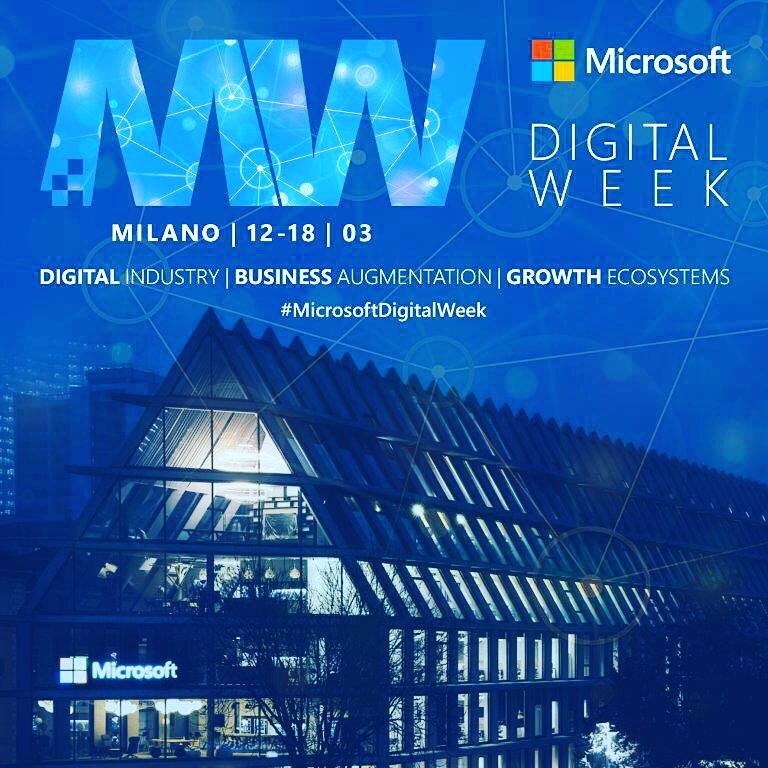 MW
Microsoft
DIGITAL
WEEK
MILANO | 12-18 | 03
DIGITAL INDUSTRY | BUSINESS AUGMENTATION | GROWTH ECOSYSTEMS
#MicrosoftDigitalWeek
Microsoft